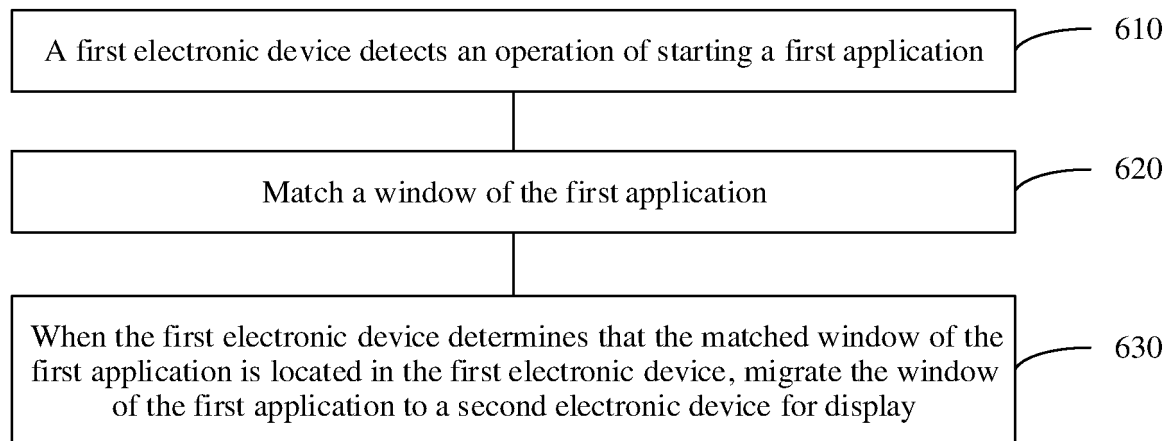 A first electronic device detects an operation of starting a first application
610
Match a window of the first application
620
When the first electronic device determines that the matched window of the
first application is located in the first electronic device, migrate the window
of the first application to a second electronic device for display
630